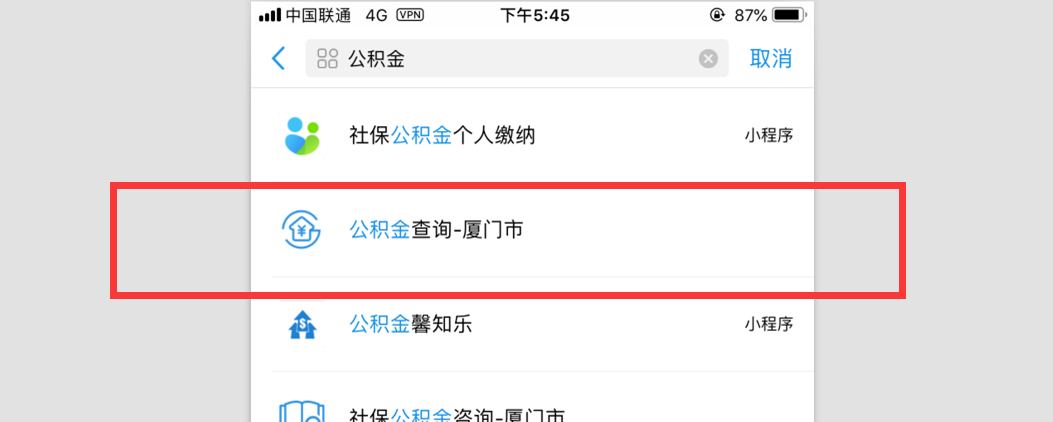 中国联通 4G VPN 下午5:45 87%
公积金 取消
社保公积金个人缴纳 小程序
公积金查询-厦门市
公积金馨知乐 小程序
社保公积金咨询-厦门市